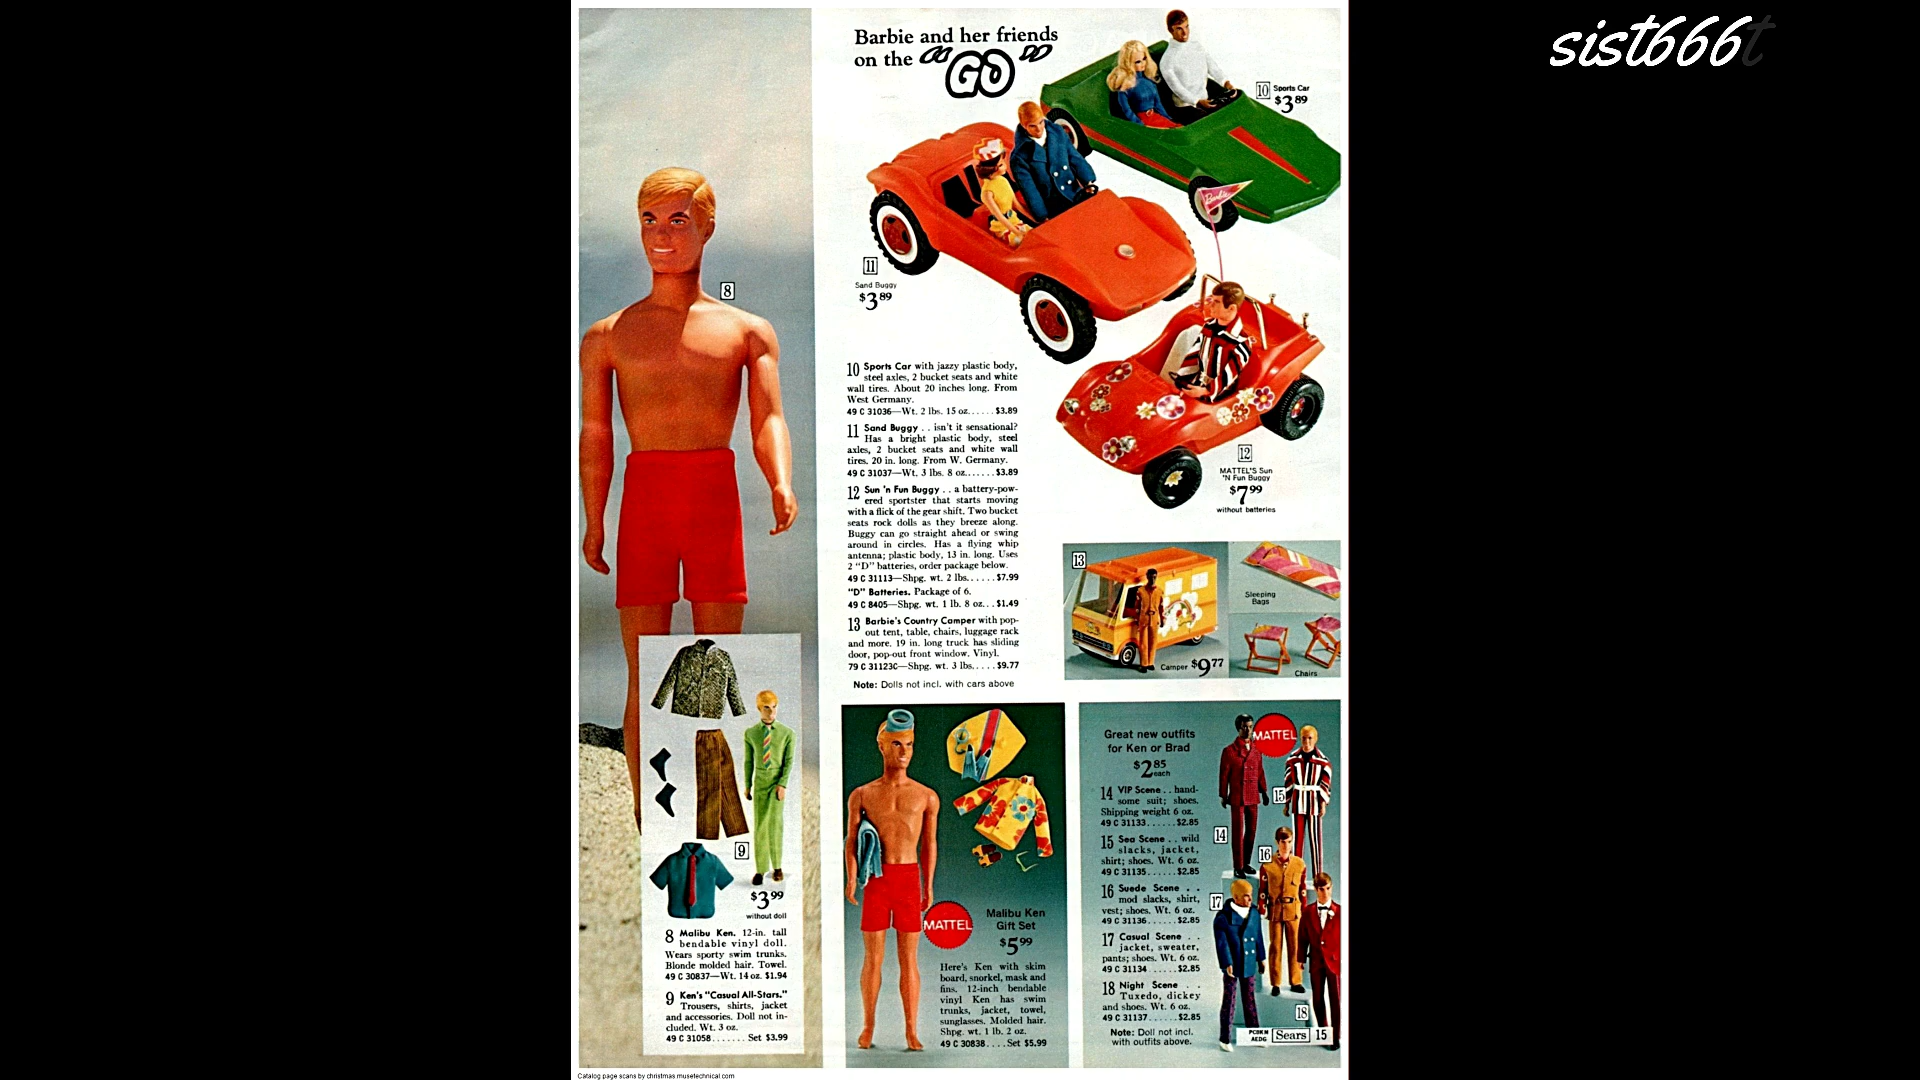 sist666t
Barbie and her friends
on the "GO"
10 Sports Car
$3.89
11
Sand Buggy
$3.89
8
12
MATTEL'S Sun
'N Fun Buggy
$7.99
without batteries
Barbie
10 Sports Car with jazzy plastic body,
steel axles, 2 bucket seats and white
wall tires. About 20 inches long. From
West Germany.
49 C 31036—Wt. 2 lbs. 15 oz......$3.89
11 Sand Buggy . . isn't it sensational?
Has a bright plastic body, steel
axles, 2 bucket seats and white wall
tires. 20 in. long. From W. Germany.
49 C 31037—Wt. 3 lbs. 8 oz.......$3.89
12 Sun 'n Fun Buggy . . a battery-pow-
ered sportster that starts moving
with a flick of the gear shift. Two bucket
seats rock dolls as they breeze along.
Buggy can go straight ahead or swing
around in circles. Has a flying whip
antenna; plastic body, 13 in. long. Uses
2 "D" batteries, order package below.
49 C 31113—Shpg. wt. 2 lbs.......$7.99
"D" Batteries. Package of 6.
49 C 8405—Shpg. wt. 1 lb. 8 oz...$1.49
13 Barbie's Country Camper with pop-
out tent, table, chairs, luggage rack
and more. 19 in. long truck has sliding
door, pop-out front window. Vinyl.
79 C 31123C—Shpg. wt. 3 lbs.....$9.77
Note: Dolls not incl. with cars above
13
Camper $9.77
Sleeping
Bags
Chairs
9
$3.99
without doll
8 Malibu Ken. 12-in. tall
bendable vinyl doll.
Wears sporty swim trunks.
Blonde molded hair. Towel.
49 C 30837—Wt. 14 oz. $1.94
9 Ken's "Casual All-Stars."
Trousers, shirts, jacket
and accessories. Doll not in-
cluded. Wt. 3 oz.
49 C 31058....... Set $3.99
MATTEL
Malibu Ken
Gift Set
$5.99
Here's Ken with skim
board, snorkel, mask and
fins. 12-inch bendable
vinyl Ken has swim
trunks, jacket, towel,
sunglasses. Molded hair.
Shpg. wt. 1 lb. 2 oz.
49 C 30838.... Set $5.99
Great new outfits
for Ken or Brad
$2.85
each
MATTEL
14 VIP Scene . . hand-
some suit; shoes.
Shipping weight 6 oz.
49 C 31133......$2.85
15 Sea Scene . . wild
slacks, jacket,
shirt; shoes. Wt. 6 oz.
49 C 31135......$2.85
16 Suede Scene . .
mod slacks, shirt,
vest; shoes. Wt. 6 oz.
49 C 31136......$2.85
17 Casual Scene . .
jacket, sweater,
pants; shoes. Wt. 6 oz.
49 C 31134......$2.85
18 Night Scene . .
Tuxedo, dickey
and shoes. Wt. 6 oz.
49 C 31137......$2.85
Note: Doll not incl.
with outfits above.
15
14
16
17
18
Sears 15
Catalog page scans by christmas.musetechnical.com